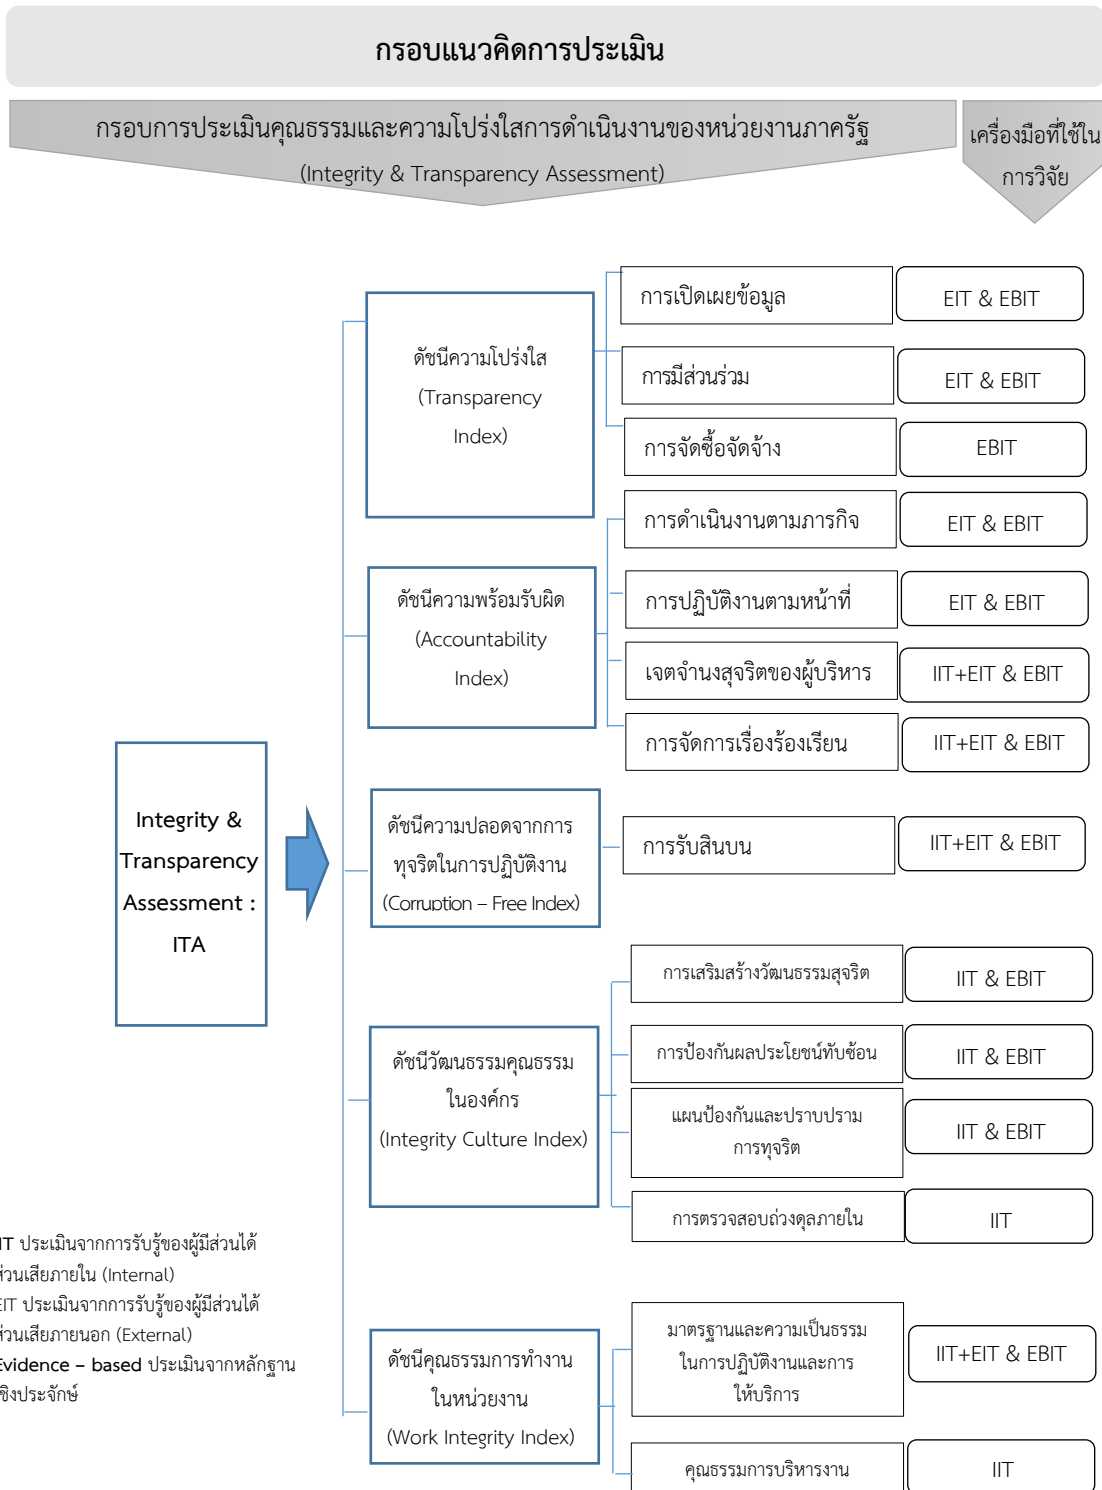 กรอบแนวคิดการประเมิน
กรอบการประเมินคุณธรรมและความโปร่งใสการดำเนินงานของหน่วยงานภาครัฐ
(Integrity & Transparency Assessment)
เครื่องมือที่ใช้ใน
การวิจัย
Integrity &
Transparency
Assessment :
ITA
ดัชนีความโปร่งใส
(Transparency
Index)
การเปิดเผยข้อมูล
EIT & EBIT
การมีส่วนร่วม
EIT & EBIT
การจัดซื้อจัดจ้าง
EBIT
ดัชนีความพร้อมรับผิด
(Accountability
Index)
การดำเนินงานตามภารกิจ
EIT & EBIT
การปฏิบัติงานตามหน้าที่
EIT & EBIT
เจตจำนงสุจริตของผู้บริหาร
IIT+EIT & EBIT
การจัดการเรื่องร้องเรียน
IIT+EIT & EBIT
ดัชนีความปลอดจากการ
ทุจริตในการปฏิบัติงาน
(Corruption – Free Index)
การรับสินบน
IIT+EIT & EBIT
ดัชนีวัฒนธรรมคุณธรรม
ในองค์กร
(Integrity Culture Index)
การเสริมสร้างวัฒนธรรมสุจริต
IIT & EBIT
การป้องกันผลประโยชน์ทับซ้อน
IIT & EBIT
แผนป้องกันและปราบปราม
การทุจริต
IIT & EBIT
การตรวจสอบถ่วงดุลภายใน
IIT
ดัชนีคุณธรรมการทำงาน
ในหน่วยงาน
(Work Integrity Index)
มาตรฐานและความเป็นธรรม
ในการปฏิบัติงานและการ
ให้บริการ
IIT+EIT & EBIT
คุณธรรมการบริหารงาน
IIT
IIT ประเมินจากการรับรู้ของผู้มีส่วนได้
ส่วนเสียภายใน (Internal)
EIT ประเมินจากการรับรู้ของผู้มีส่วนได้
ส่วนเสียภายนอก (External)
Evidence – based ประเมินจากหลักฐาน
เชิงประจักษ์